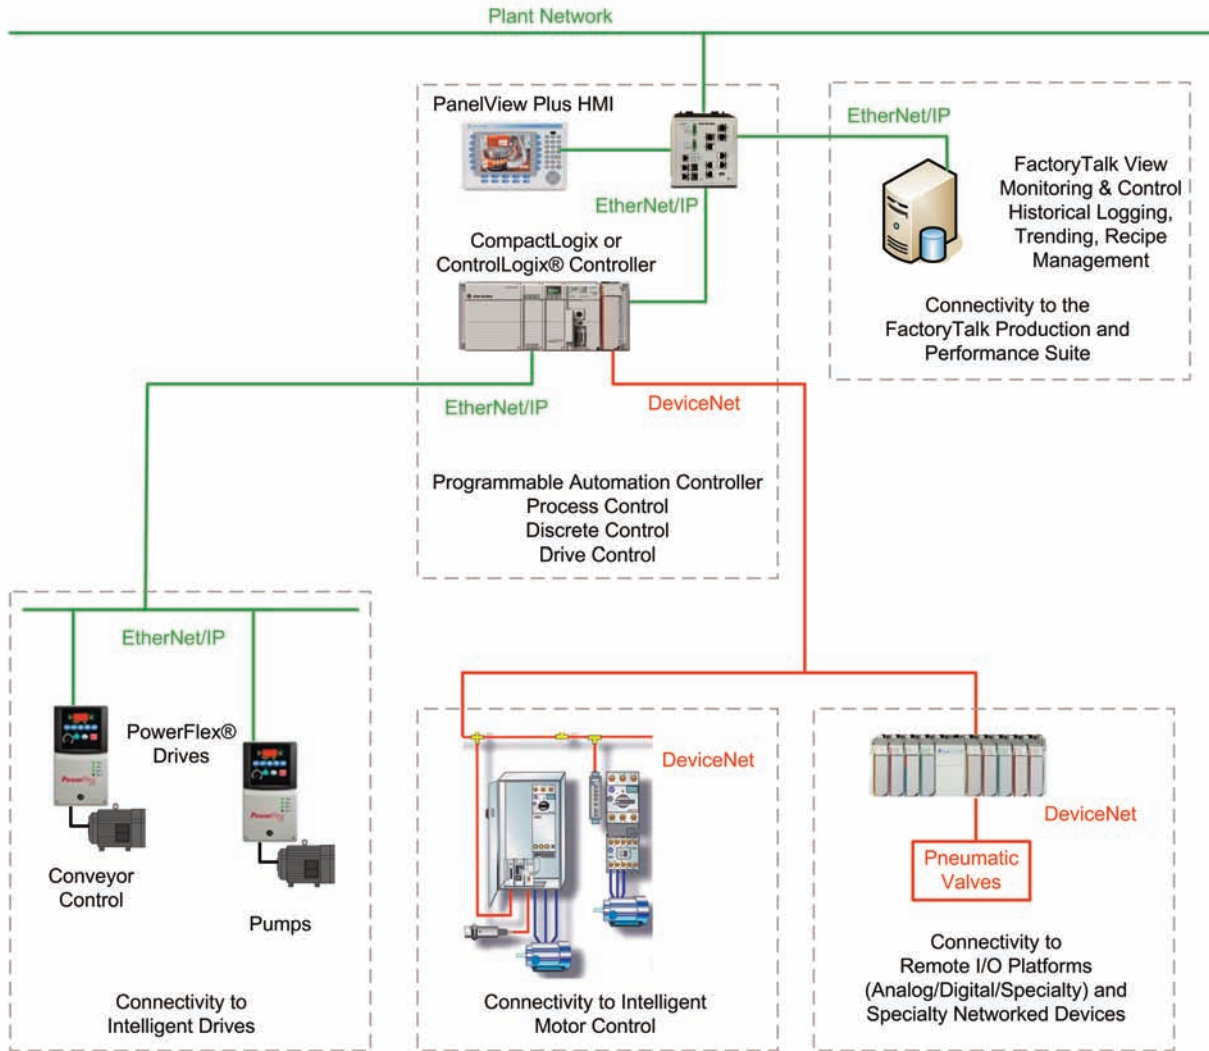 Plant Network
PanelView Plus HMI
EtherNet/IP
EtherNet/IP
FactoryTalk View
Monitoring & Control
Historical Logging,
Trending, Recipe
Management
Connectivity to the
FactoryTalk Production and
Performance Suite
CompactLogix or
ControlLogix® Controller
EtherNet/IP
DeviceNet
Programmable Automation Controller
Process Control
Discrete Control
Drive Control
EtherNet/IP
PowerFlex®
Drives
PowerFlex
PowerFlex
Conveyor
Control
Pumps
Connectivity to
Intelligent Drives
DeviceNet
Connectivity to Intelligent
Motor Control
DeviceNet
Pneumatic
Valves
Connectivity to
Remote I/O Platforms
(Analog/Digital/Specialty) and
Specialty Networked Devices